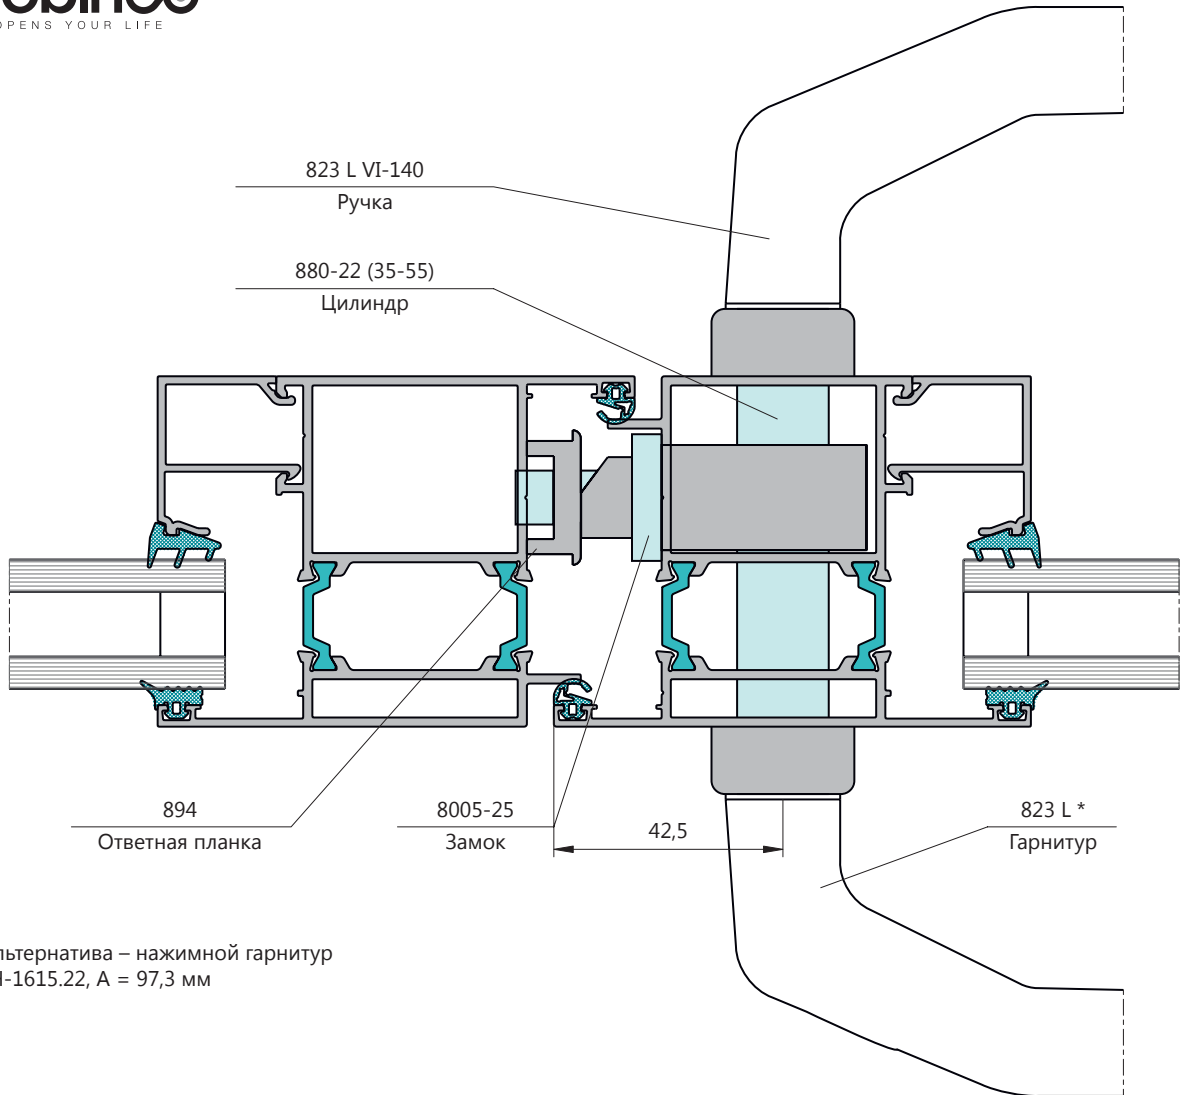 OPENS YOUR LIFE
823 L VI-140
Ручка
880-22 (35-55)
Цилиндр
894
Ответная планка
8005-25
Замок
42,5
823 L *
Гарнитур
льтернатива – нажимной гарнитур
-1615.22, A = 97,3 мм